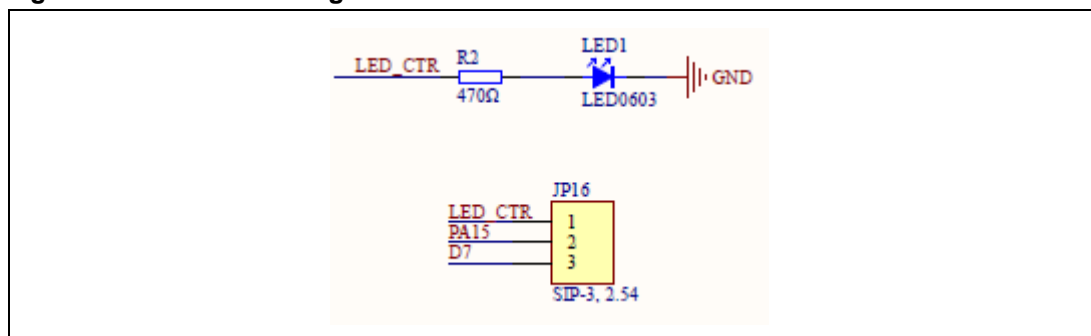 LED_CTR R2 LED1 GND
470Ω LED0603
JP16
LED_CTR 1
PA15 2
D7 3
SIP-3, 2.54